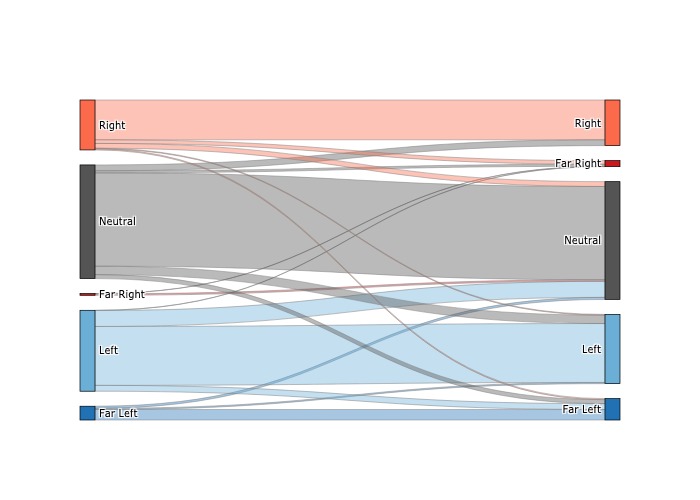 Right
Neutral
Far Right
Left
Far Left
Right
Far Right
Neutral
Left
Far Left